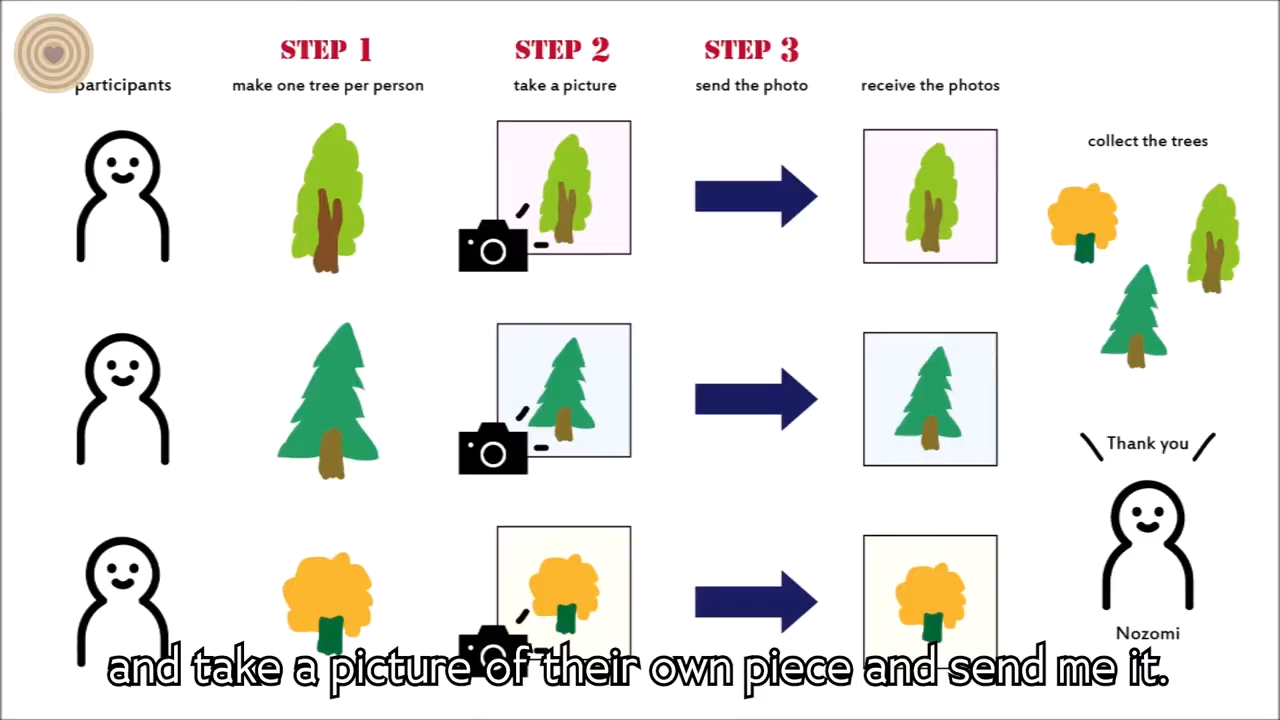 STEP 1
STEP 2
STEP 3
participants
make one tree per person
take a picture
send the photo
receive the photos
collect the trees
Thank you
Nozomi
and take a picture of their own piece and send me it.